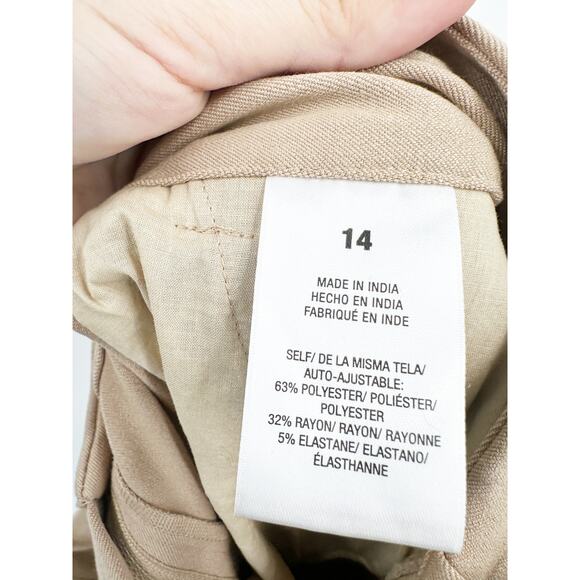 14
MADE IN INDIA
HECHO EN INDIA
FABRIQUÉ EN INDE
SELF/ DE LA MISMA TELA/
AUTO-AJUSTABLE:
63% POLYESTER/ POLIÉSTER/
POLYESTER
32% RAYON/ RAYON/ RAYONNE
5% ELASTANE/ ELASTANO/
ÉLASTHANNE